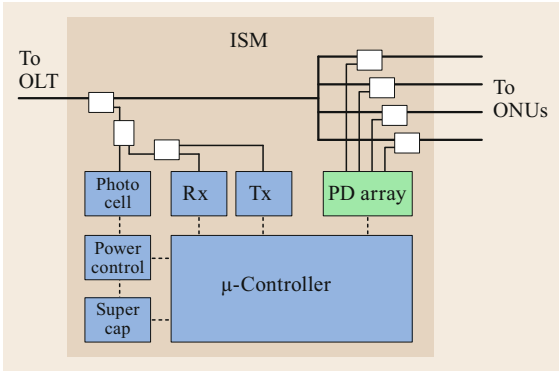 ISM
To
OLT
To
ONUs
Photo
cell
Rx
Tx
PD array
Power
control
μ-Controller
Super
cap